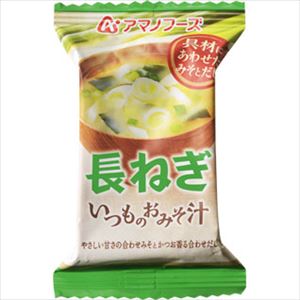 アマノフーズ
具材に
あわせた
みそとだし
長ねぎ
いつものおみそ汁
やさしい甘さの合わせみそとかつお香る合わせだし